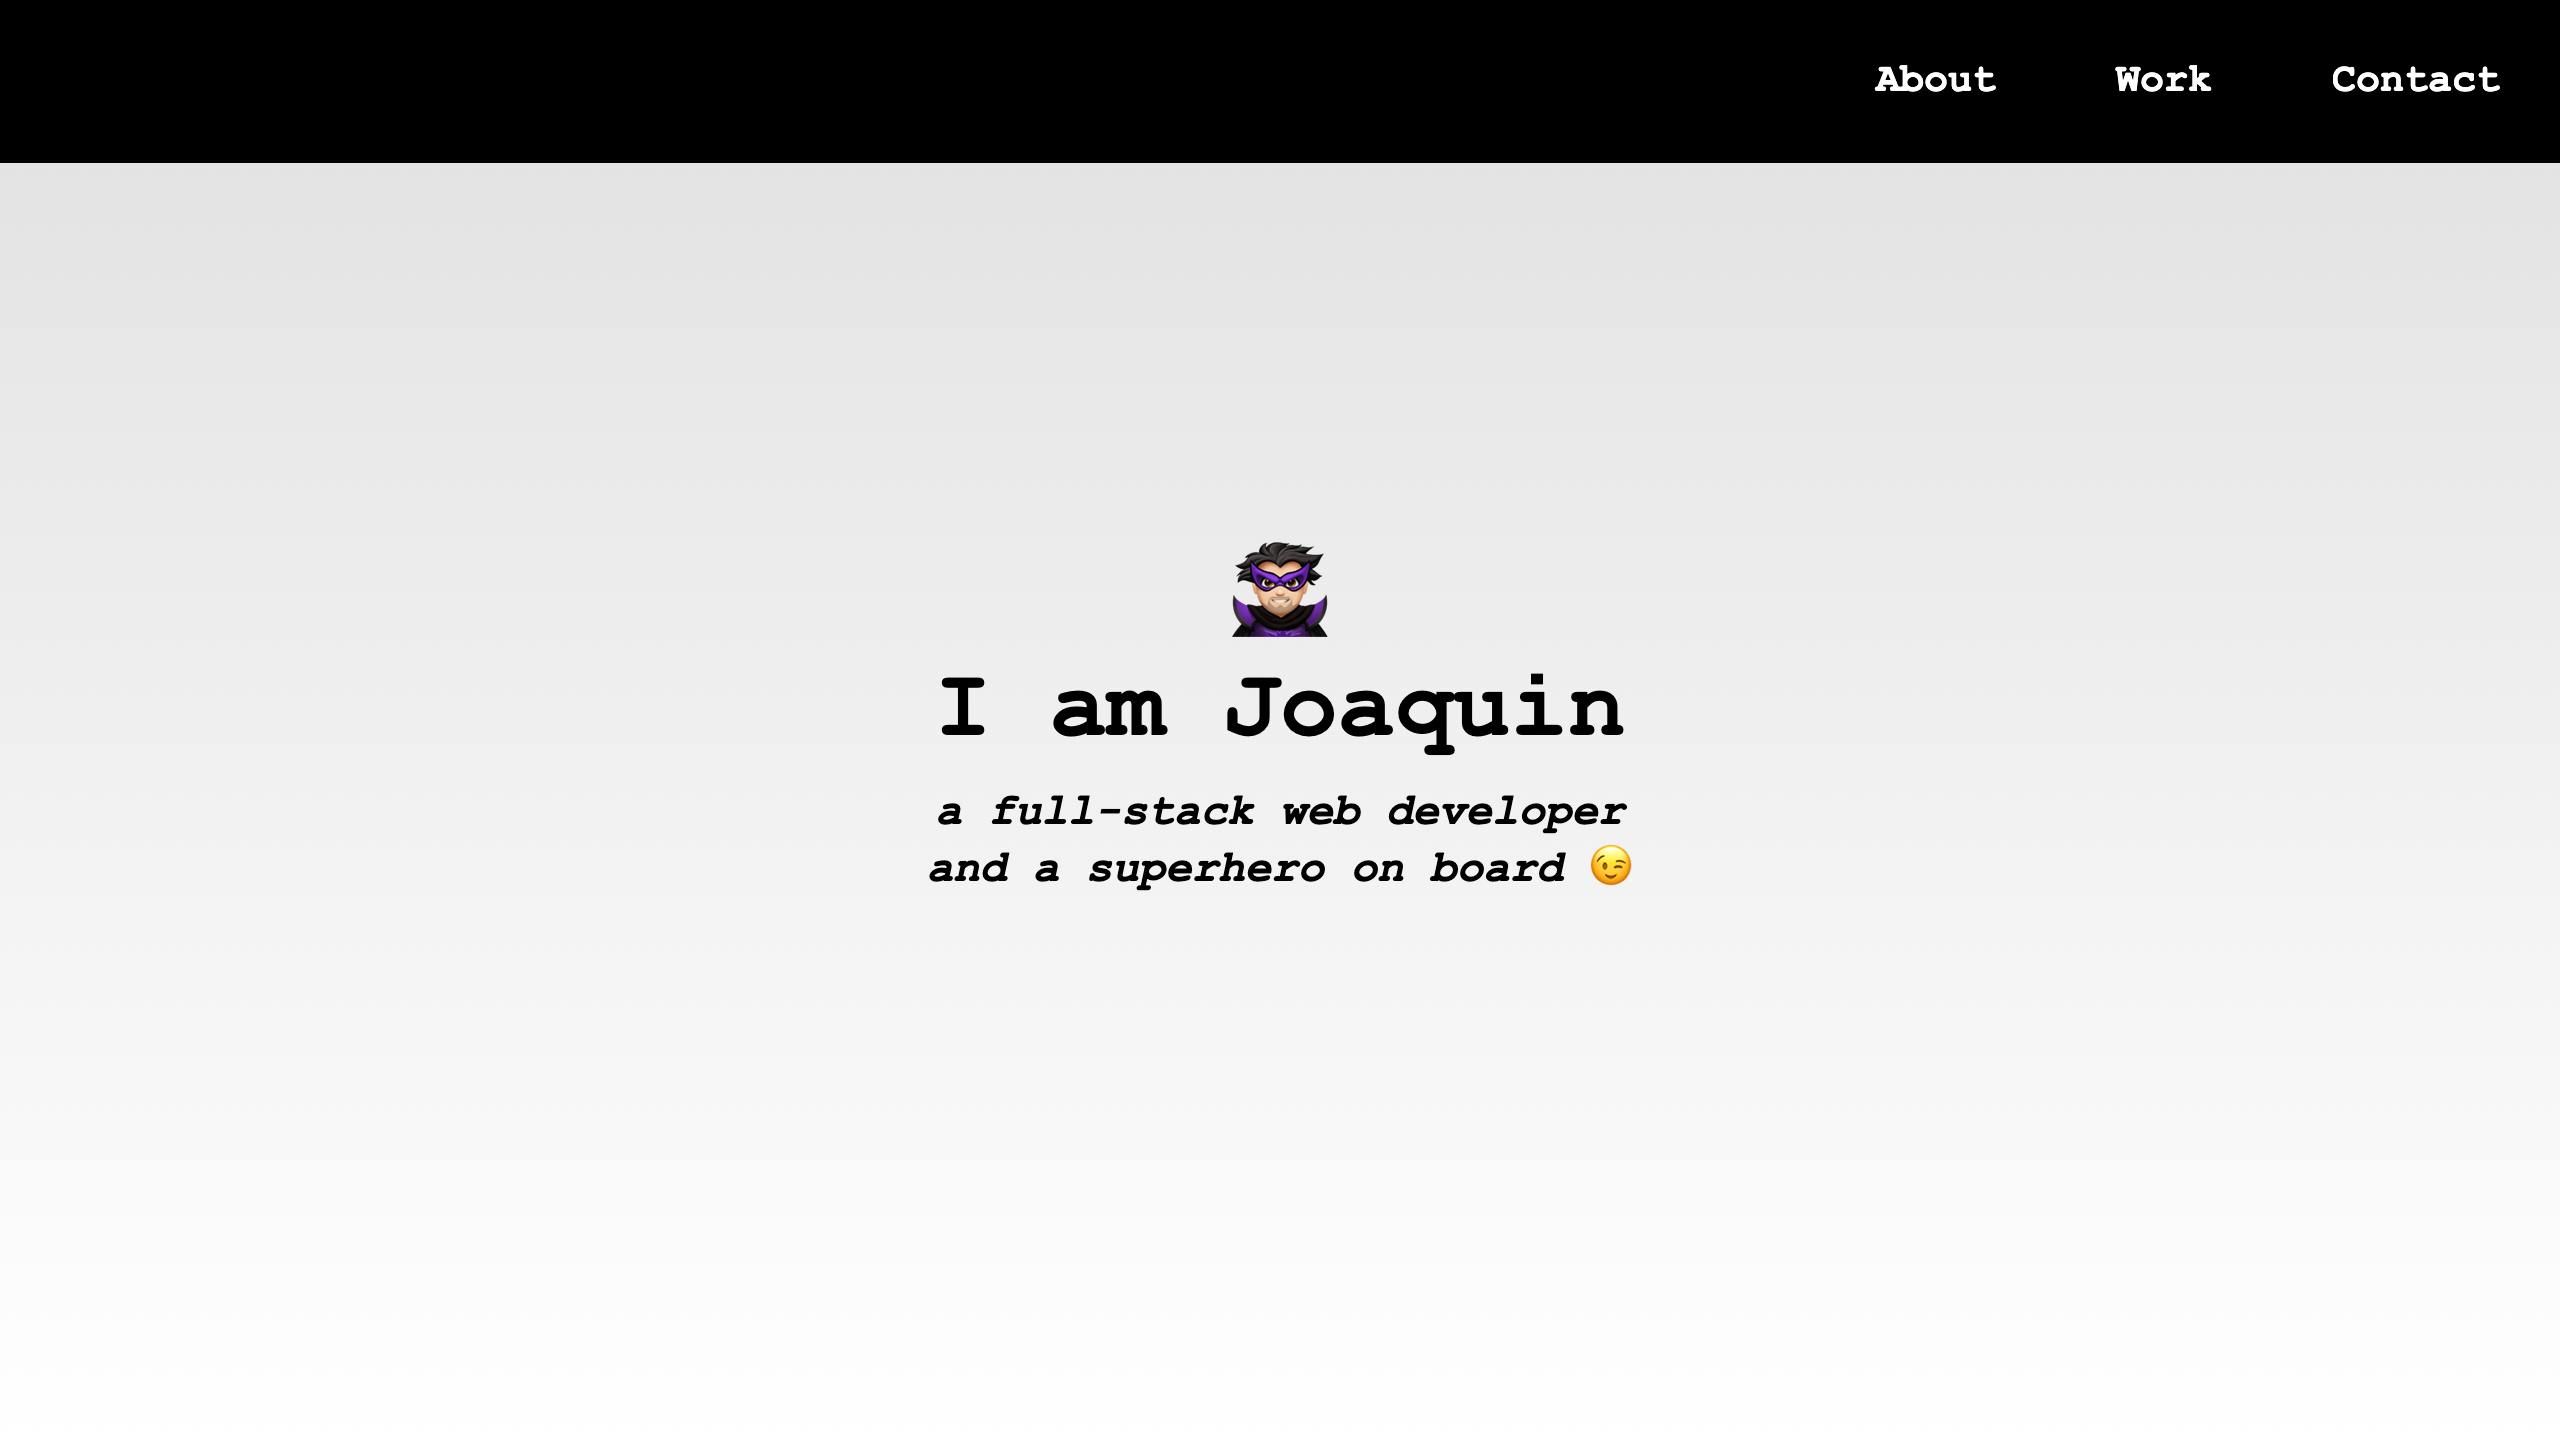 About Work Contact
I am Joaquin
a full-stack web developer
and a superhero on board 😉